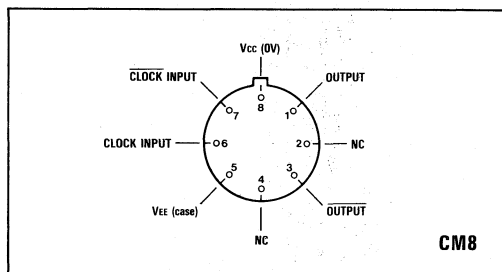 VCC (0V)
CLOCK INPUT
OUTPUT
8
7
1
CLOCK INPUT
6
2
NC
5
4
3
VEE (case)
OUTPUT
NC
CM8